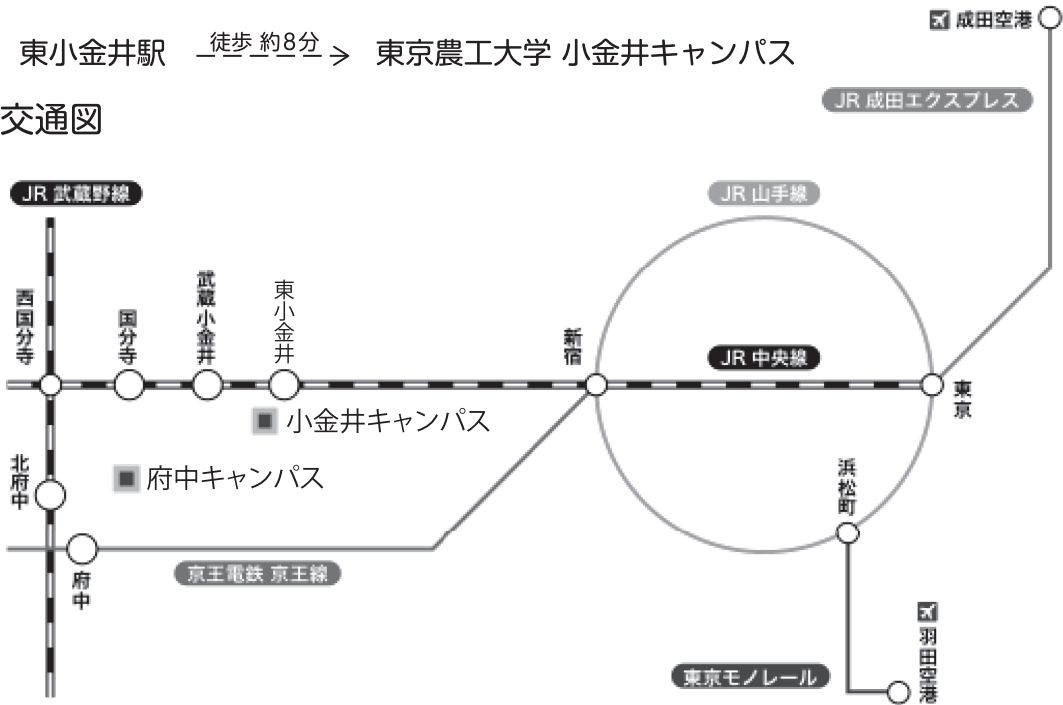 成田空港
東小金井駅 徒歩 約8分 東京農工大学 小金井キャンパス
JR 成田エクスプレス
交通図
JR 武蔵野線
JR 山手線
西国分寺
国分寺
武蔵小金井
東小金井
新宿
JR 中央線
東京
小金井キャンパス
北府中
府中キャンパス
浜松町
京王電鉄 京王線
府中
羽田空港
東京モノレール